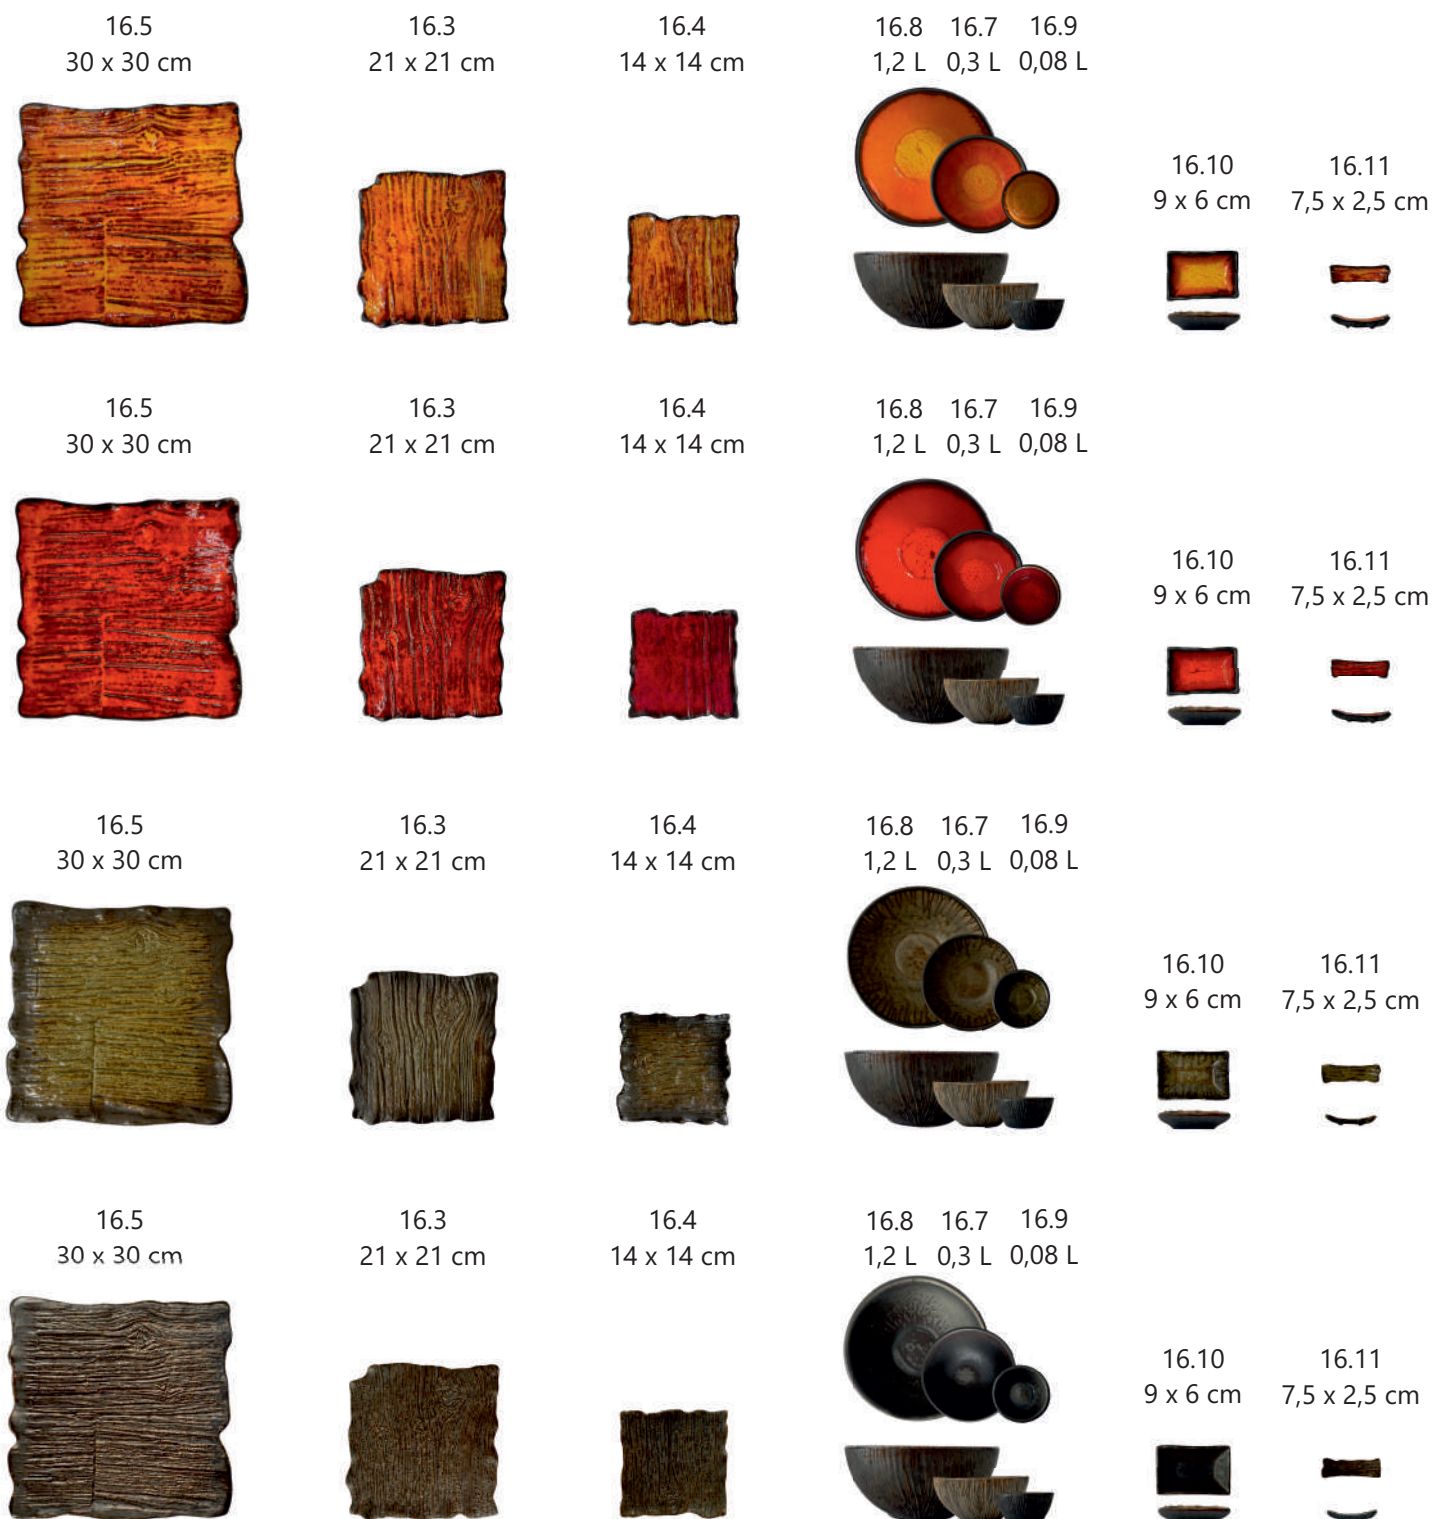 16.5
30 x 30 cm
16.3
21 x 21 cm
16.4
14 x 14 cm
16.8 16.7 16.9
1,2 L 0,3 L 0,08 L
16.10
9 x 6 cm
16.11
7,5 x 2,5 cm
16.5
30 x 30 cm
16.3
21 x 21 cm
16.4
14 x 14 cm
16.8 16.7 16.9
1,2 L 0,3 L 0,08 L
16.10
9 x 6 cm
16.11
7,5 x 2,5 cm
16.5
30 x 30 cm
16.3
21 x 21 cm
16.4
14 x 14 cm
16.8 16.7 16.9
1,2 L 0,3 L 0,08 L
16.10
9 x 6 cm
16.11
7,5 x 2,5 cm
16.5
30 x 30 cm
16.3
21 x 21 cm
16.4
14 x 14 cm
16.8 16.7 16.9
1,2 L 0,3 L 0,08 L
16.10
9 x 6 cm
16.11
7,5 x 2,5 cm